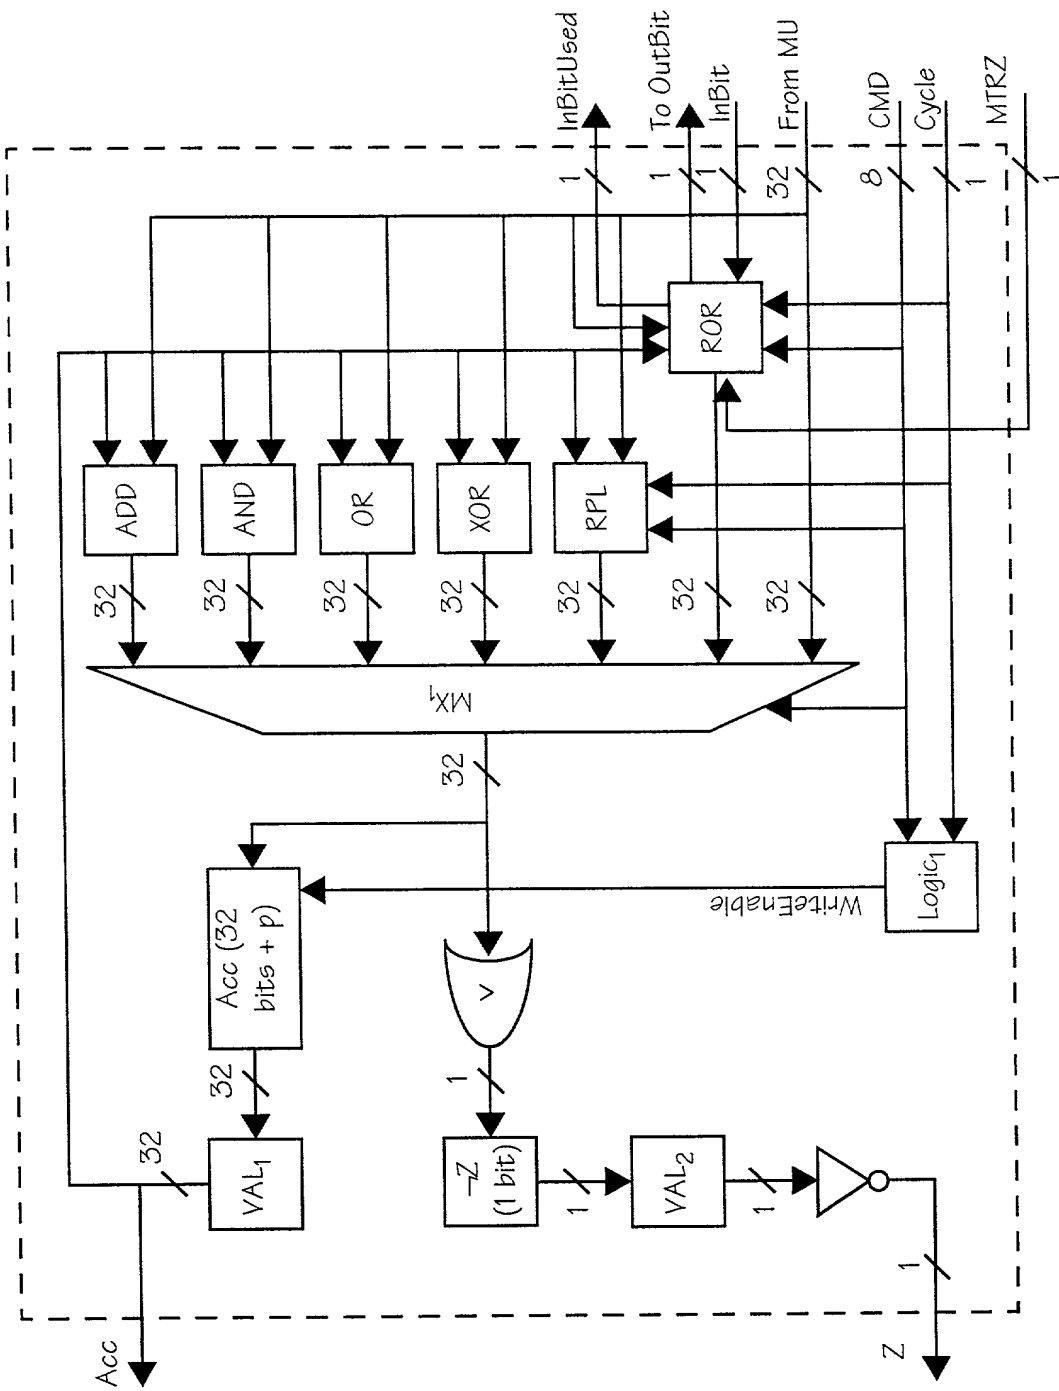 InBitUsed
To OutBit
InBit
From MU
CMD
Cycle
MTRZ
1
1
1
32
8
1
1
ROR
ADD
AND
OR
XOR
RPL
32
32
32
32
32
32
32
MX1
32
Acc (32
bits + p)
WriteEnable
Logic1
V
32
1
32
VAL1
¬Z
(1 bit)
1
VAL2
1
1
Acc
Z